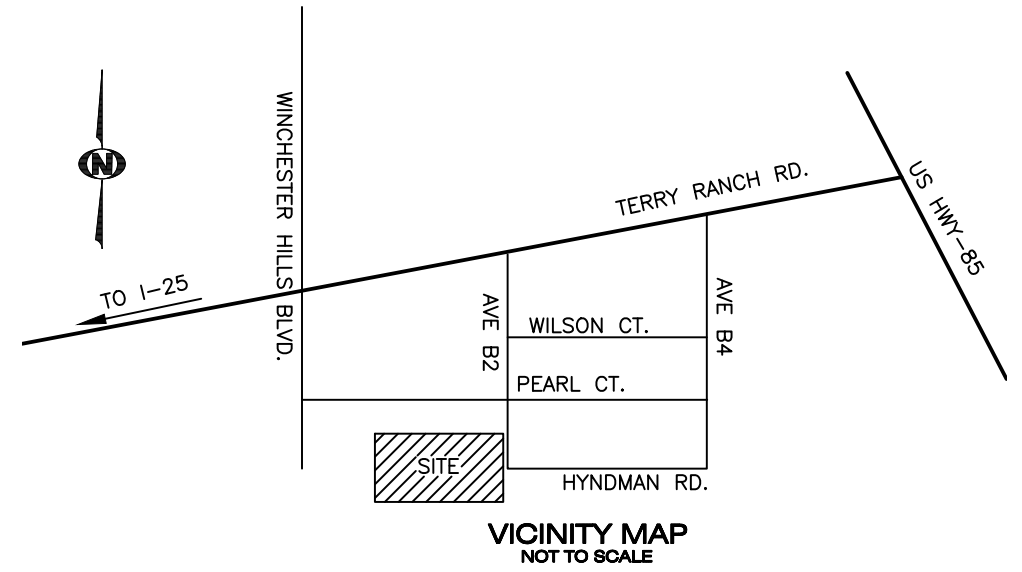 WINCHESTER HILLS BLVD.
N
TERRY RANCH RD.
US HWY-85
TO I-25
AVE B2
AVE B4
WILSON CT.
PEARL CT.
SITE
HYNDMAN RD.
VICINITY MAP
NOT TO SCALE